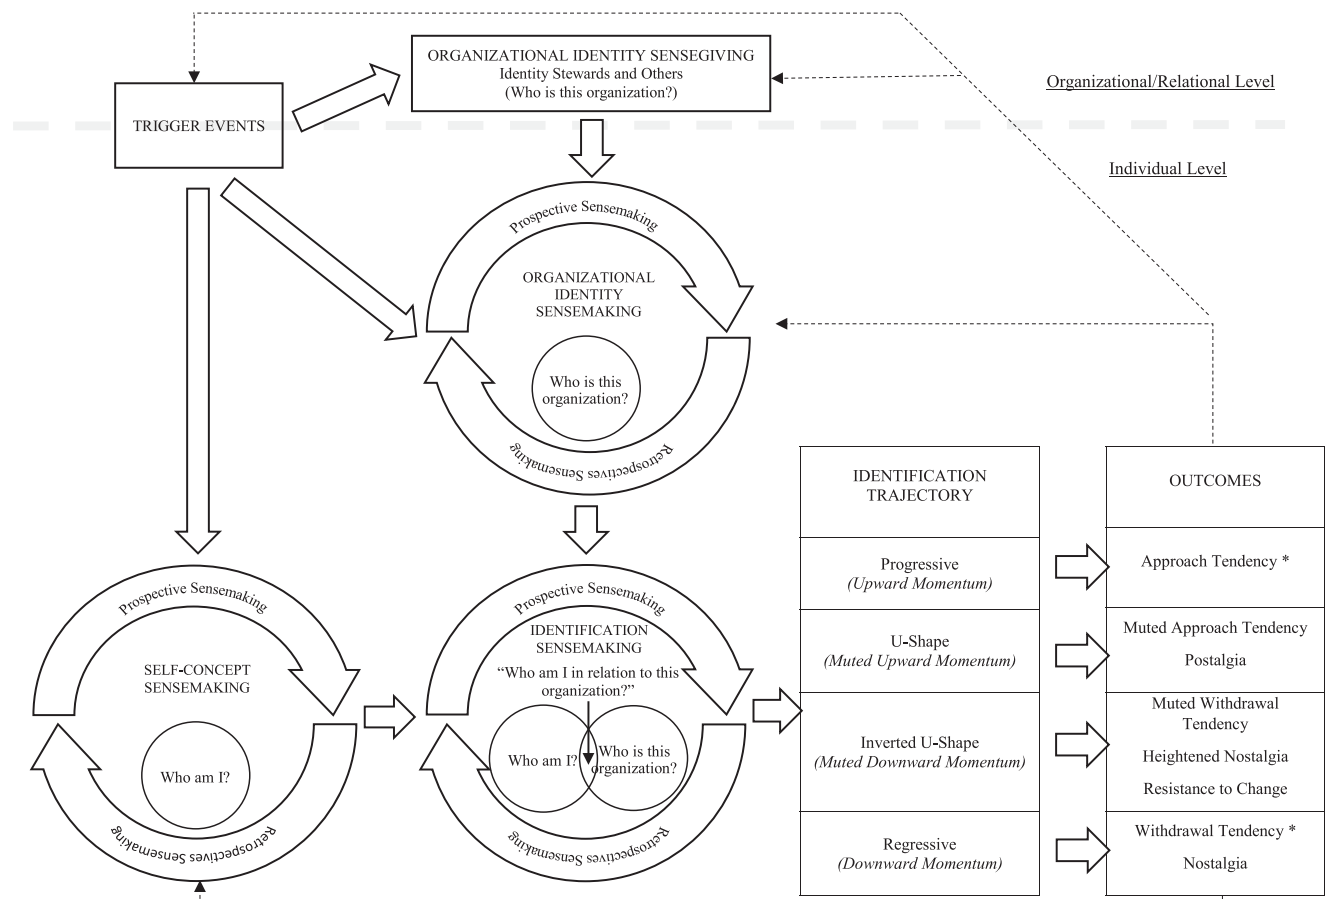 ORGANIZATIONAL IDENTITY SENSEGIVING
Identity Stewards and Others
(Who is this organization?)
Organizational/Relational Level
TRIGGER EVENTS
Individual Level
Prospective Sensemaking
ORGANIZATIONAL
IDENTITY
SENSEMAKING
Who is this
organization?
Retrospectives Sensemaking
Prospective Sensemaking
SELF-CONCEPT
SENSEMAKING
Who am I?
Retrospectives Sensemaking
Prospective Sensemaking
IDENTIFICATION
SENSEMAKING
“Who am I in relation to this
organization?”
Who am I?
Who is this
organization?
Retrospectives Sensemaking
IDENTIFICATION
TRAJECTORY
Progressive
(Upward Momentum)
U-Shape
(Muted Upward Momentum)
Inverted U-Shape
(Muted Downward Momentum)
Regressive
(Downward Momentum)
OUTCOMES
Approach Tendency *
Muted Approach Tendency
Postalgia
Muted Withdrawal
Tendency
Heightened Nostalgia
Resistance to Change
Withdrawal Tendency *
Nostalgia